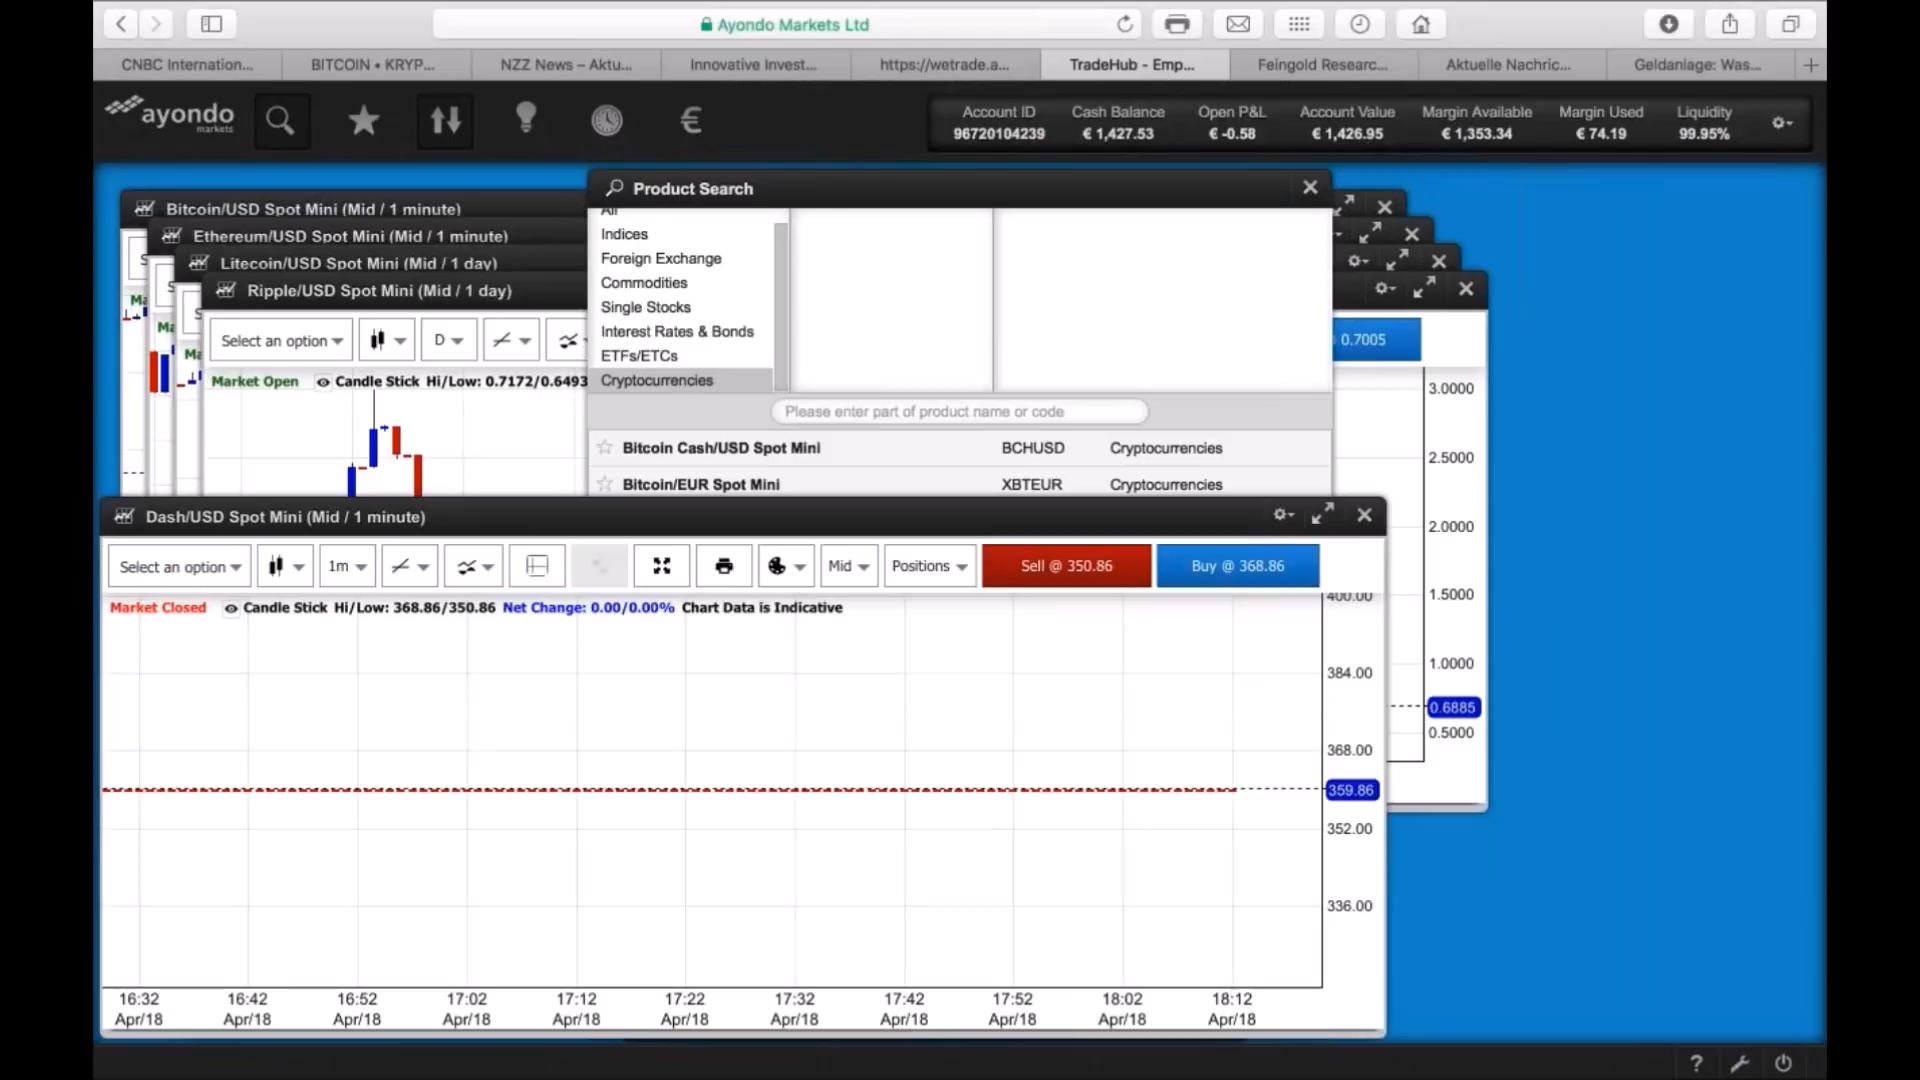 Ayondo Markets Ltd
CNBC Internation...
BITCOIN • KRYP...
NZZ News – Aktu...
Innovative Invest...
https://wetrade.a...
TradeHub - Emp...
Feingold Researc...
Aktuelle Nachric...
Geldanlage: Was...
ayondo
markets
€
Account ID Cash Balance Open P&L Account Value Margin Available Margin Used Liquidity
96720104239 € 1,427.53 € -0.58 € 1,426.95 € 1,353.34 € 74.19 99.95%
Product Search
Bitcoin/USD Spot Mini (Mid / 1 minute)
Ethereum/USD Spot Mini (Mid / 1 minute)
Litecoin/USD Spot Mini (Mid / 1 day)
Ripple/USD Spot Mini (Mid / 1 day)
All
Indices
Foreign Exchange
Commodities
Single Stocks
Interest Rates & Bonds
ETFs/ETCs
Cryptocurrencies
Select an option D
0.7005
Market Open Candle Stick Hi/Low: 0.7172/0.6493
Please enter part of product name or code
Bitcoin Cash/USD Spot Mini BCHUSD Cryptocurrencies
Bitcoin/EUR Spot Mini XBTEUR Cryptocurrencies
3.0000
2.5000
2.0000
1.5000
1.0000
0.6885
0.5000
Dash/USD Spot Mini (Mid / 1 minute)
Select an option 1m Mid Positions Sell @ 350.86 Buy @ 368.86
Market Closed Candle Stick Hi/Low: 368.86/350.86 Net Change: 0.00/0.00% Chart Data is Indicative
400.00
384.00
368.00
359.86
352.00
336.00
16:32 16:42 16:52 17:02 17:12 17:22 17:32 17:42 17:52 18:02 18:12
Apr/18 Apr/18 Apr/18 Apr/18 Apr/18 Apr/18 Apr/18 Apr/18 Apr/18 Apr/18 Apr/18
?